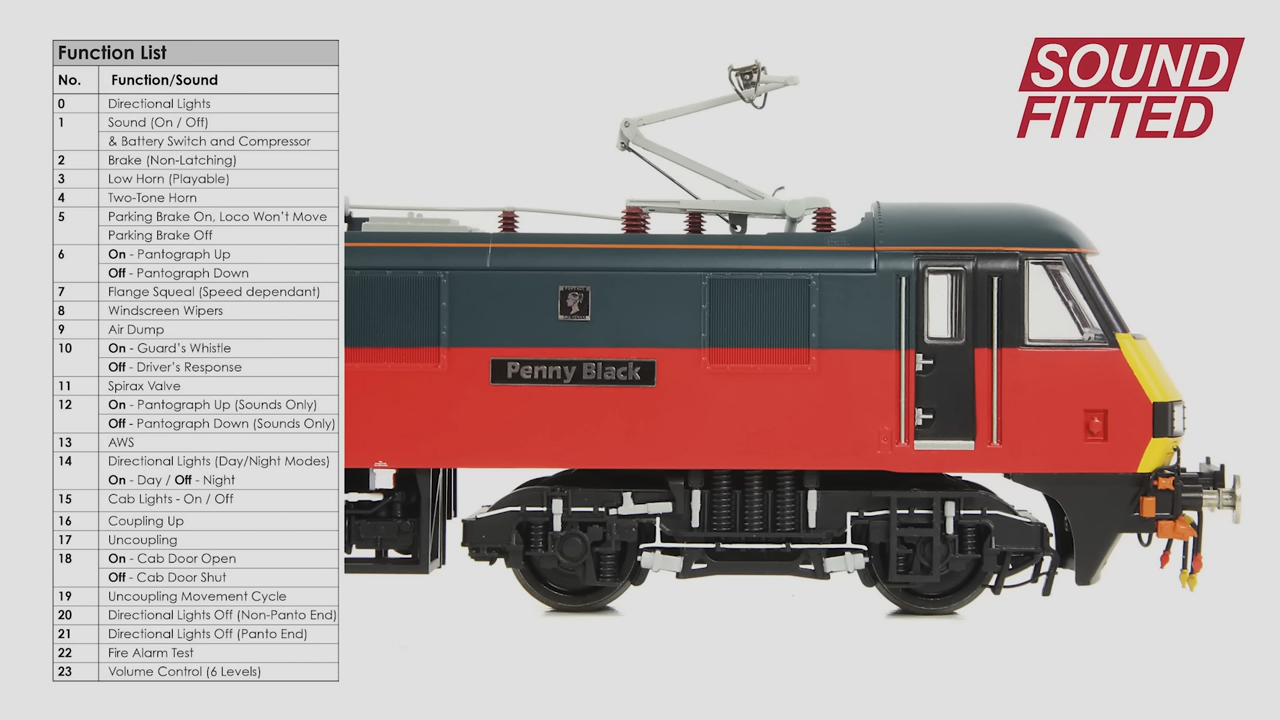 Function List
No. Function/Sound
0 Directional Lights
1 Sound (On / Off)
& Battery Switch and Compressor
2 Brake (Non-Latching)
3 Low Horn (Playable)
4 Two-Tone Horn
5 Parking Brake On, Loco Won't Move
Parking Brake Off
6 On - Pantograph Up
Off - Pantograph Down
7 Flange Squeal (Speed dependant)
8 Windscreen Wipers
9 Air Dump
10 On - Guard's Whistle
Off - Driver's Response
11 Spirax Valve
12 On - Pantograph Up (Sounds Only)
Off - Pantograph Down (Sounds Only)
13 AWS
14 Directional Lights (Day/Night Modes)
On - Day / Off - Night
15 Cab Lights - On / Off
16 Coupling Up
17 Uncoupling
18 On - Cab Door Open
Off - Cab Door Shut
19 Uncoupling Movement Cycle
20 Directional Lights Off (Non-Panto End)
21 Directional Lights Off (Panto End)
22 Fire Alarm Test
23 Volume Control (6 Levels)
SOUND
FITTED
Penny Black